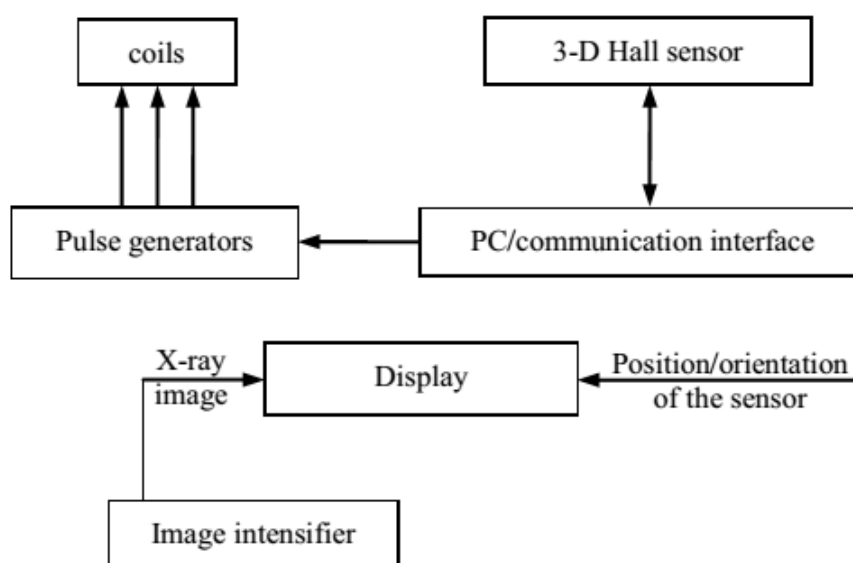 coils
3-D Hall sensor
Pulse generators
PC/communication interface
X-ray
image
Display
Position/orientation
of the sensor
Image intensifier